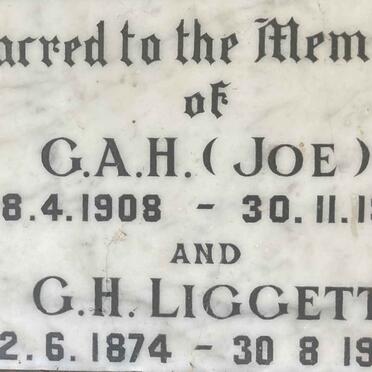 acred to the Mem
of
G.A.H. (JOE)
8.4.1908 - 30.11.1
AND
G.H. LIGGETT
2.6.1874 - 30 8 1